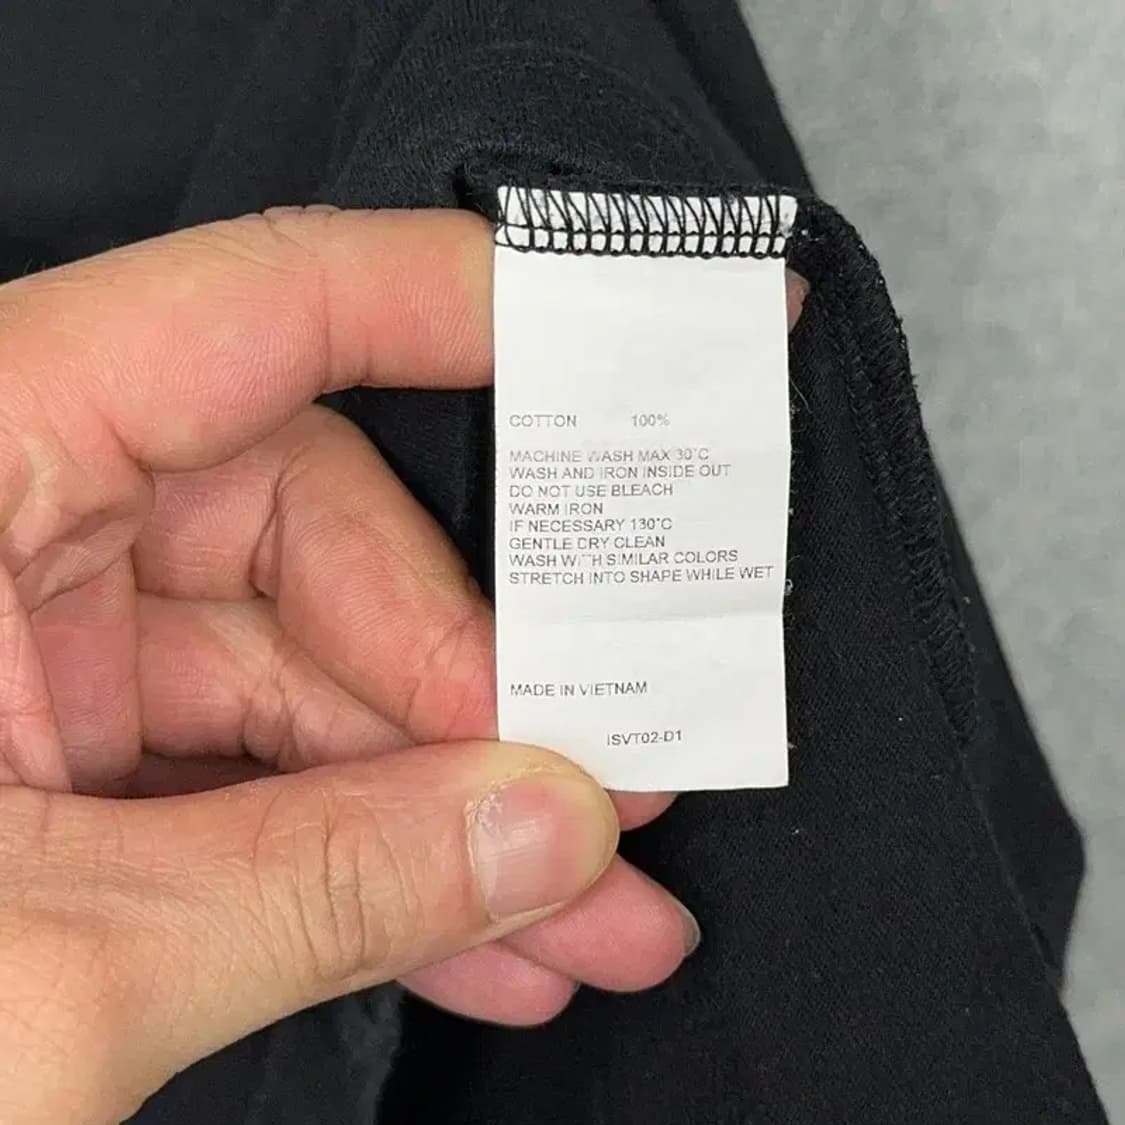 COTTON 100%
MACHINE WASH MAX 30°C
WASH AND IRON INSIDE OUT
DO NOT USE BLEACH
WARM IRON
IF NECESSARY 130°C
GENTLE DRY CLEAN
WASH WITH SIMILAR COLORS
STRETCH INTO SHAPE WHILE WET
MADE IN VIETNAM
ISVT02-D1